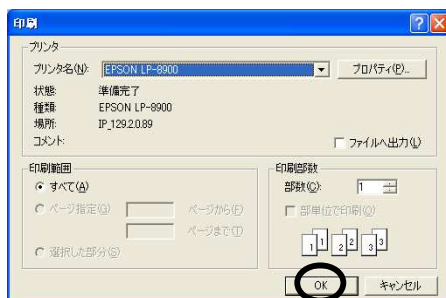 印刷
プリンタ
プリンタ名(N): EPSON LP-8900 プロパティ(P)...
状態: 準備完了
種類: EPSON LP-8900
場所: IP_129.2.0.89
コメント: ファイルへ出力(L)
印刷範囲
すべて(A)
ページ指定(G) ページから(F)
ページまで(T)
選択した部分(S)
印刷部数
部数(C): 1
部単位で印刷(O)
1 1 2 2 3 3
OK キャンセル